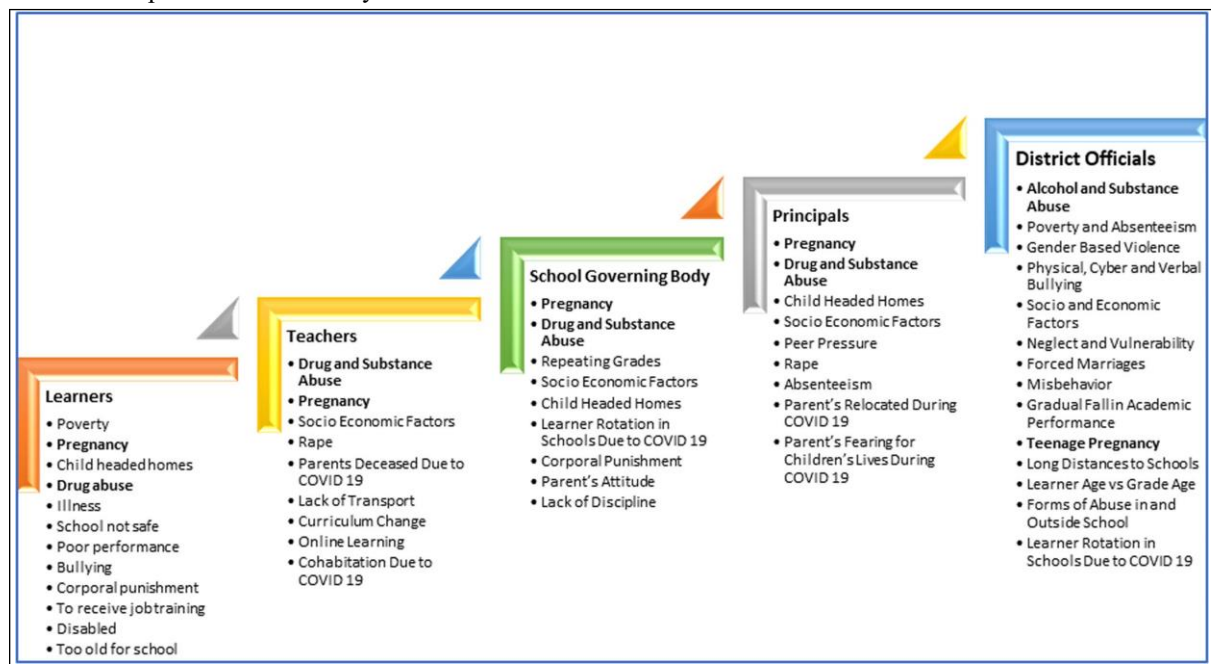 Learners
• Poverty
• Pregnancy
• Child headed homes
• Drug abuse
• Illness
• School not safe
• Poor performance
• Bullying
• Corporal punishment
• To receive job training
• Disabled
• Too old for school
Teachers
• Drug and Substance
Abuse
• Pregnancy
• Socio Economic Factors
• Rape
• Parents Deceased Due to
COVID 19
• Lack of Transport
• Curriculum Change
• Online Learning
• Cohabitation Due to
COVID 19
School Governing Body
• Pregnancy
• Drug and Substance
Abuse
• Repeating Grades
• Socio Economic Factors
• Child Headed Homes
• Learner Rotation in
Schools Due to COVID 19
• Corporal Punishment
• Parent's Attitude
• Lack of Discipline
Principals
• Pregnancy
• Drug and Substance
Abuse
• Child Headed Homes
• Socio Economic Factors
• Peer Pressure
• Rape
• Absenteeism
• Parent's Relocated During
COVID 19
• Parent's Fearing for
Children's Lives During
COVID 19
District Officials
• Alcohol and Substance
Abuse
• Poverty and Absenteeism
• Gender Based Violence
• Physical, Cyber and Verbal
Bullying
• Socio and Economic
Factors
• Neglect and Vulnerability
• Forced Marriages
• Misbehavior
• Gradual Fall in Academic
Performance
• Teenage Pregnancy
• Long Distances to Schools
• Learner Age vs Grade Age
• Forms of Abuse in and
Outside School
• Learner Rotation in
Schools Due to COVID 19